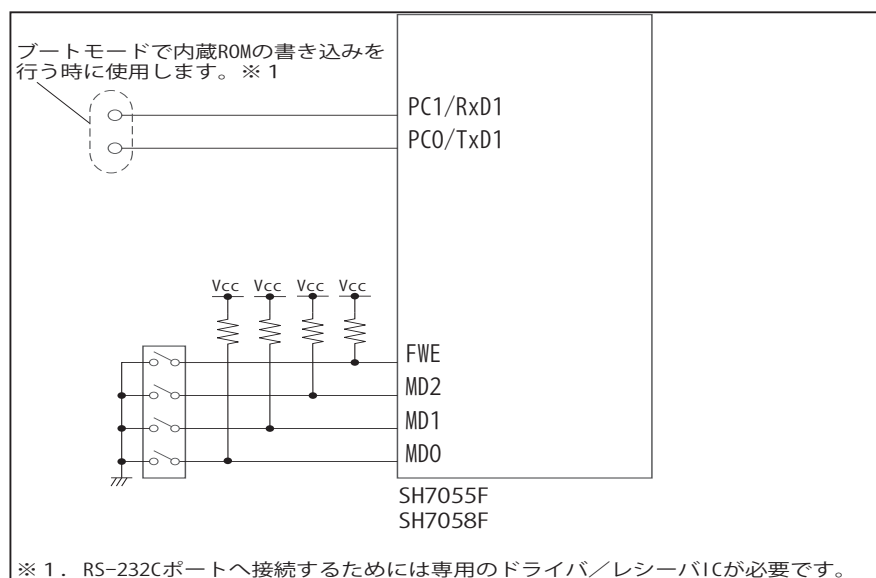 ブートモードで内蔵ROMの書き込みを
行う時に使用します。※１
PC1/RxD1
PC0/TxD1
Vcc Vcc Vcc Vcc
FWE
MD2
MD1
MD0
SH7055F
SH7058F
※１．RS-232Cポートへ接続するためには専用のドライバ／レシーバICが必要です。